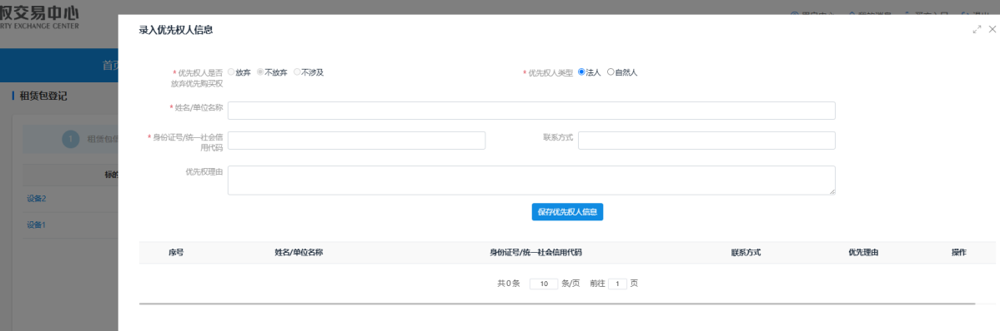 权交易中心
RTY EXCHANGE CENTER
录入优先权人信息
首页
* 优先权人是否
放弃优先购买权
放弃 不放弃 不涉及
* 优先权人类型 法人 自然人
租赁包登记
* 姓名/单位名称
1 租赁包
* 身份证号/统一社会信
用代码
联系方式
标的
优先权理由
设备2
保存优先权人信息
设备1
序号 姓名/单位名称 身份证号/统一社会信用代码 联系方式 优先理由 操作
共0条 10 条/页 前往 1 页